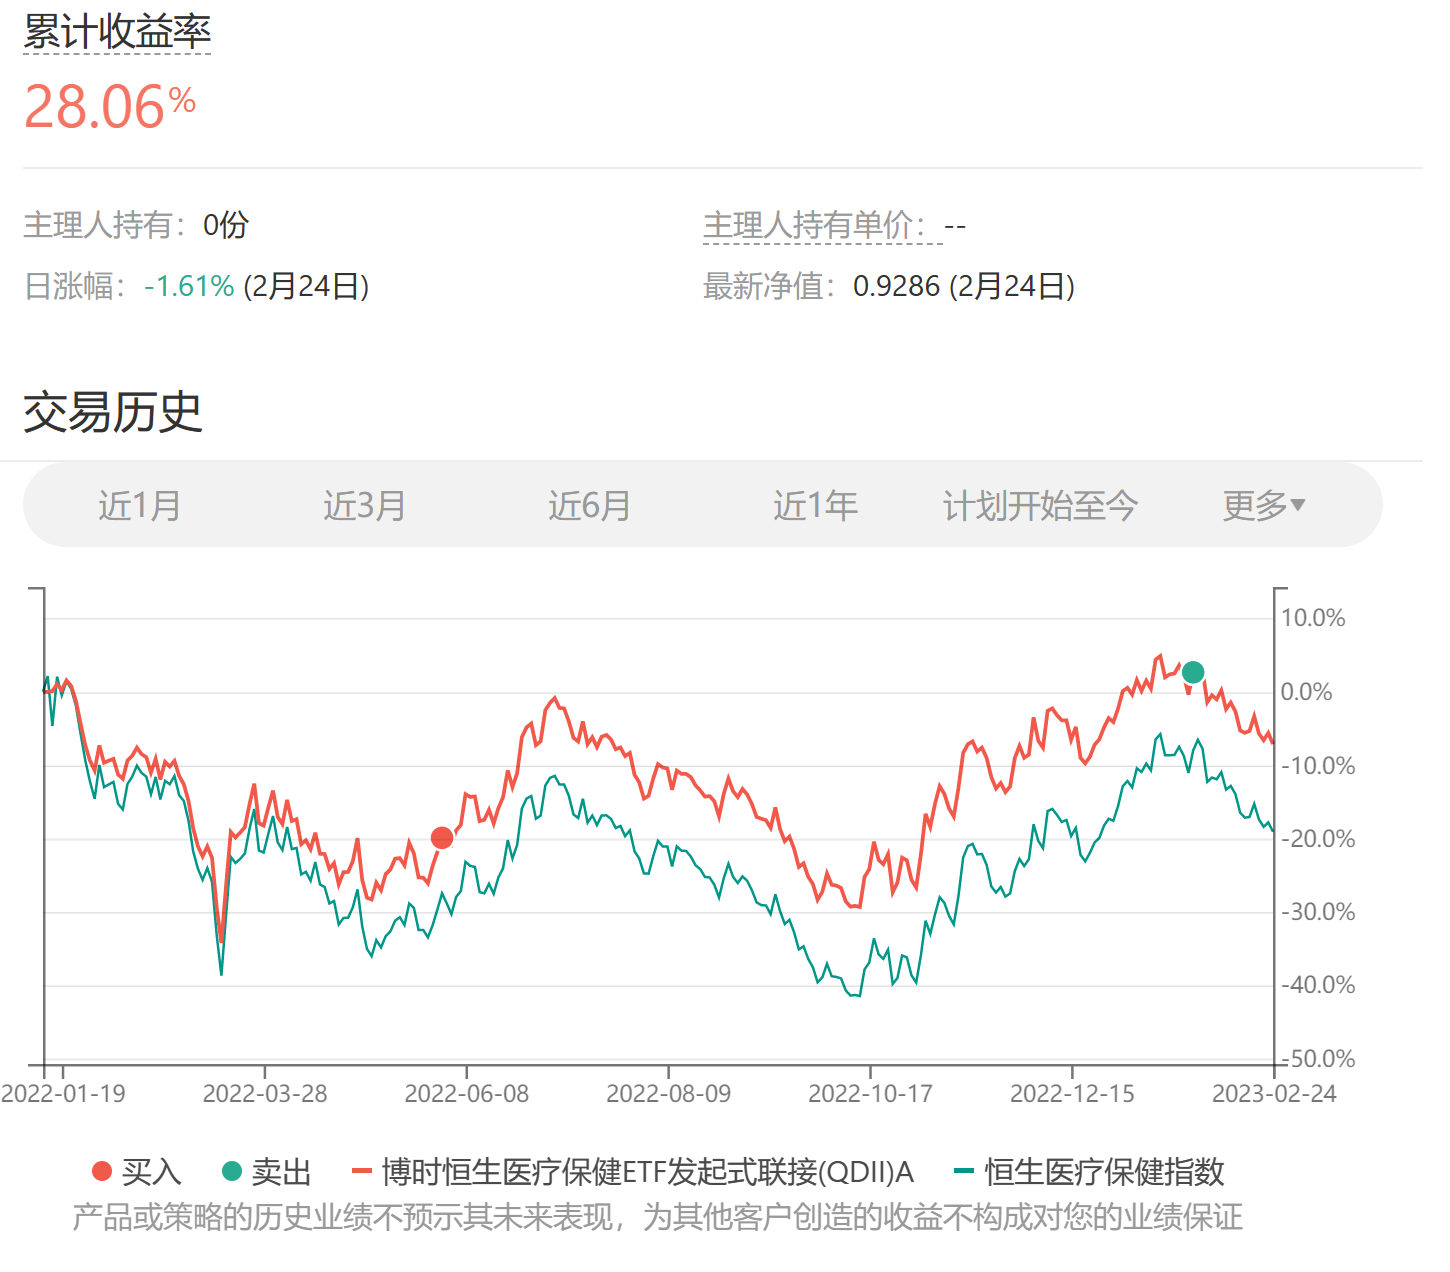 累计收益率
28.06%
主理人持有：0份 主理人持有单价：--
日涨幅：-1.61% (2月24日) 最新净值：0.9286 (2月24日)
交易历史
近1月 近3月 近6月 近1年 计划开始至今 更多▼
10.0%
0.0%
-10.0%
-20.0%
-30.0%
-40.0%
-50.0%
2022-01-19 2022-03-28 2022-06-08 2022-08-09 2022-10-17 2022-12-15 2023-02-24
买入 卖出 博时恒生医疗保健ETF发起式联接(QDII)A 恒生医疗保健指数
产品或策略的历史业绩不预示其未来表现，为其他客户创造的收益不构成对您的业绩保证